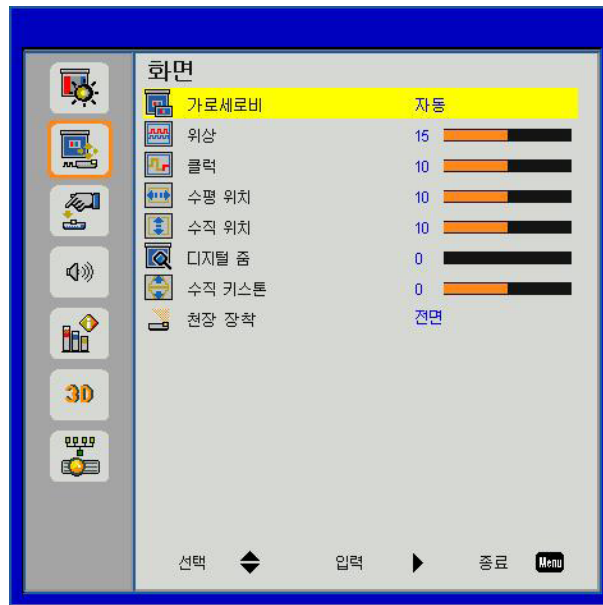 화면
가로세로비 자동
위상 15
클럭 10
수평 위치 10
수직 위치 10
디지털 줌 0
수직 키스톤 0
천장 장착 전면
3D
선택 입력 종료 Menu